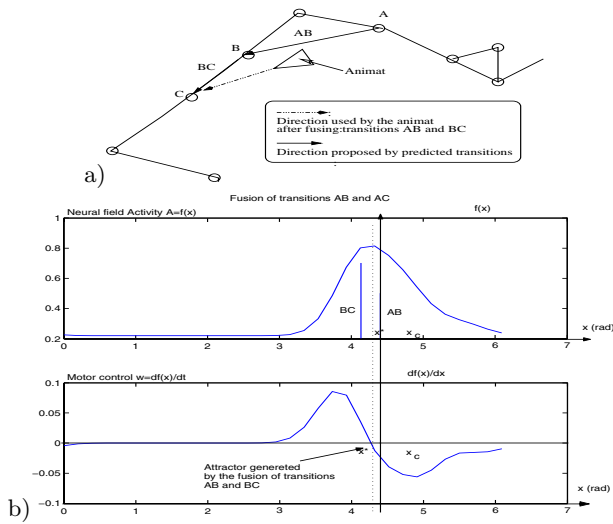 A
AB
B
BC
C
Animat
Direction used by the animat
after fusing:transitions AB and BC
Direction proposed by predicted transitions
a)
Fusion of transitions AB and AC
Neural field Activity A=f(x)
f(x)
1
0.8
0.6
0.4
0.2
BC
AB
x*
x c
x (rad)
0 1 2 3 4 5 6 7
Motor control w=df(x)/dt
df(x)/dx
0.1
0.05
0
−0.05
−0.1
x*
x c
Attractor genereted
by the fusion of transitions
AB and BC
x (rad)
0 1 2 3 4 5 6 7
b)